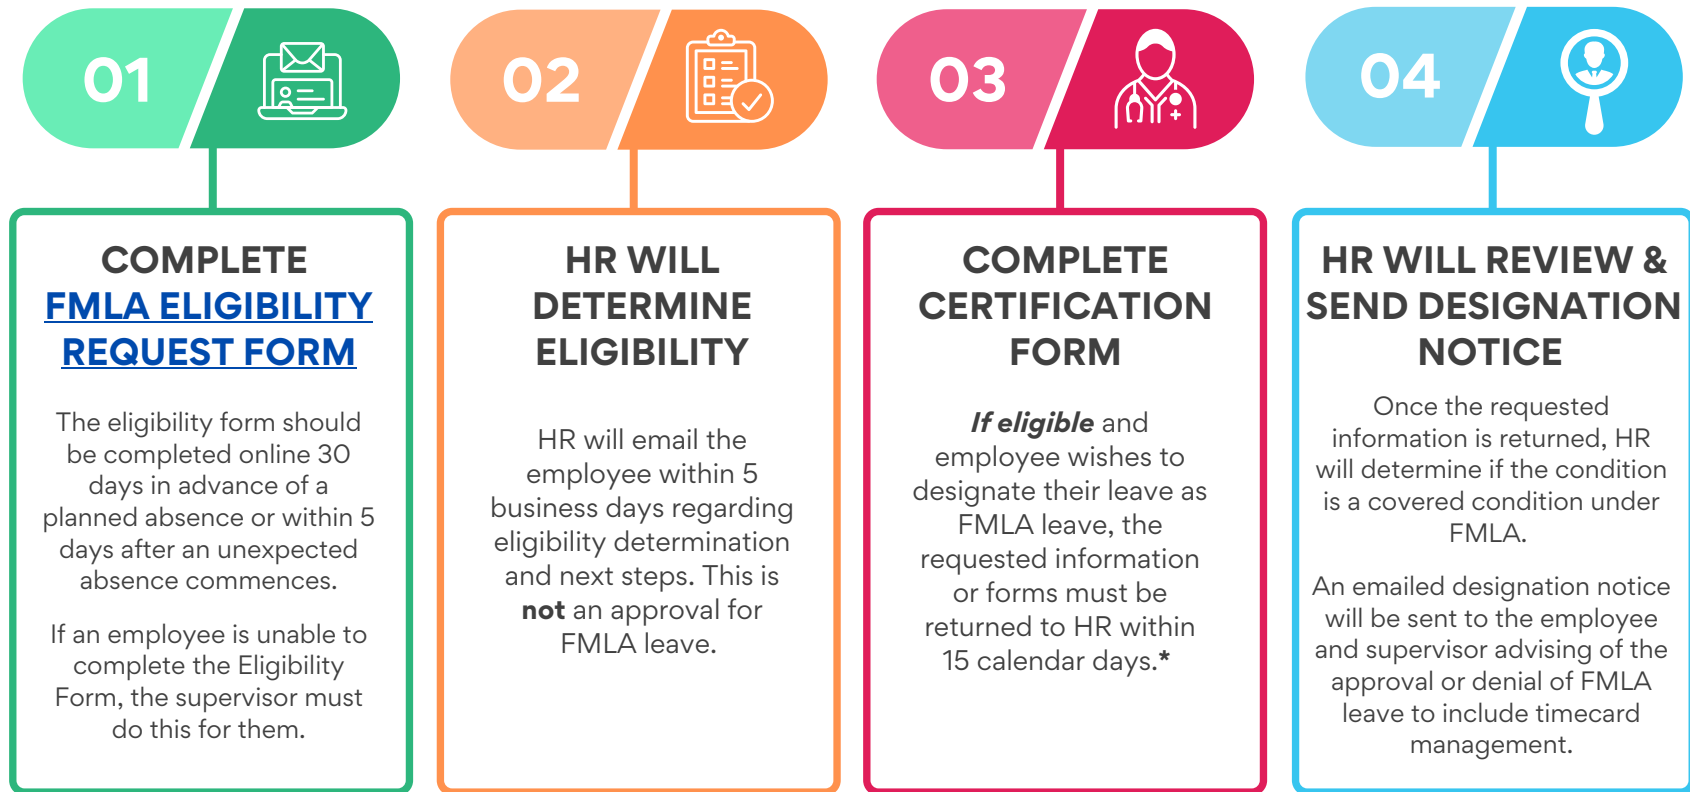 01
COMPLETE
FMLA ELIGIBILITY
REQUEST FORM
The eligibility form should
be completed online 30
days in advance of a
planned absence or within 5
days after an unexpected
absence commences.
If an employee is unable to
complete the Eligibility
Form, the supervisor must
do this for them.
02
HR WILL
DETERMINE
ELIGIBILITY
HR will email the
employee within 5
business days regarding
eligibility determination
and next steps. This is
not an approval for
FMLA leave.
03
COMPLETE
CERTIFICATION
FORM
If eligible and
employee wishes to
designate their leave as
FMLA leave, the
requested information
or forms must be
returned to HR within
15 calendar days.*
04
HR WILL REVIEW &
SEND DESIGNATION
NOTICE
Once the requested
information is returned, HR
will determine if the condition
is a covered condition under
FMLA.
An emailed designation notice
will be sent to the employee
and supervisor advising of the
approval or denial of FMLA
leave to include timecard
management.